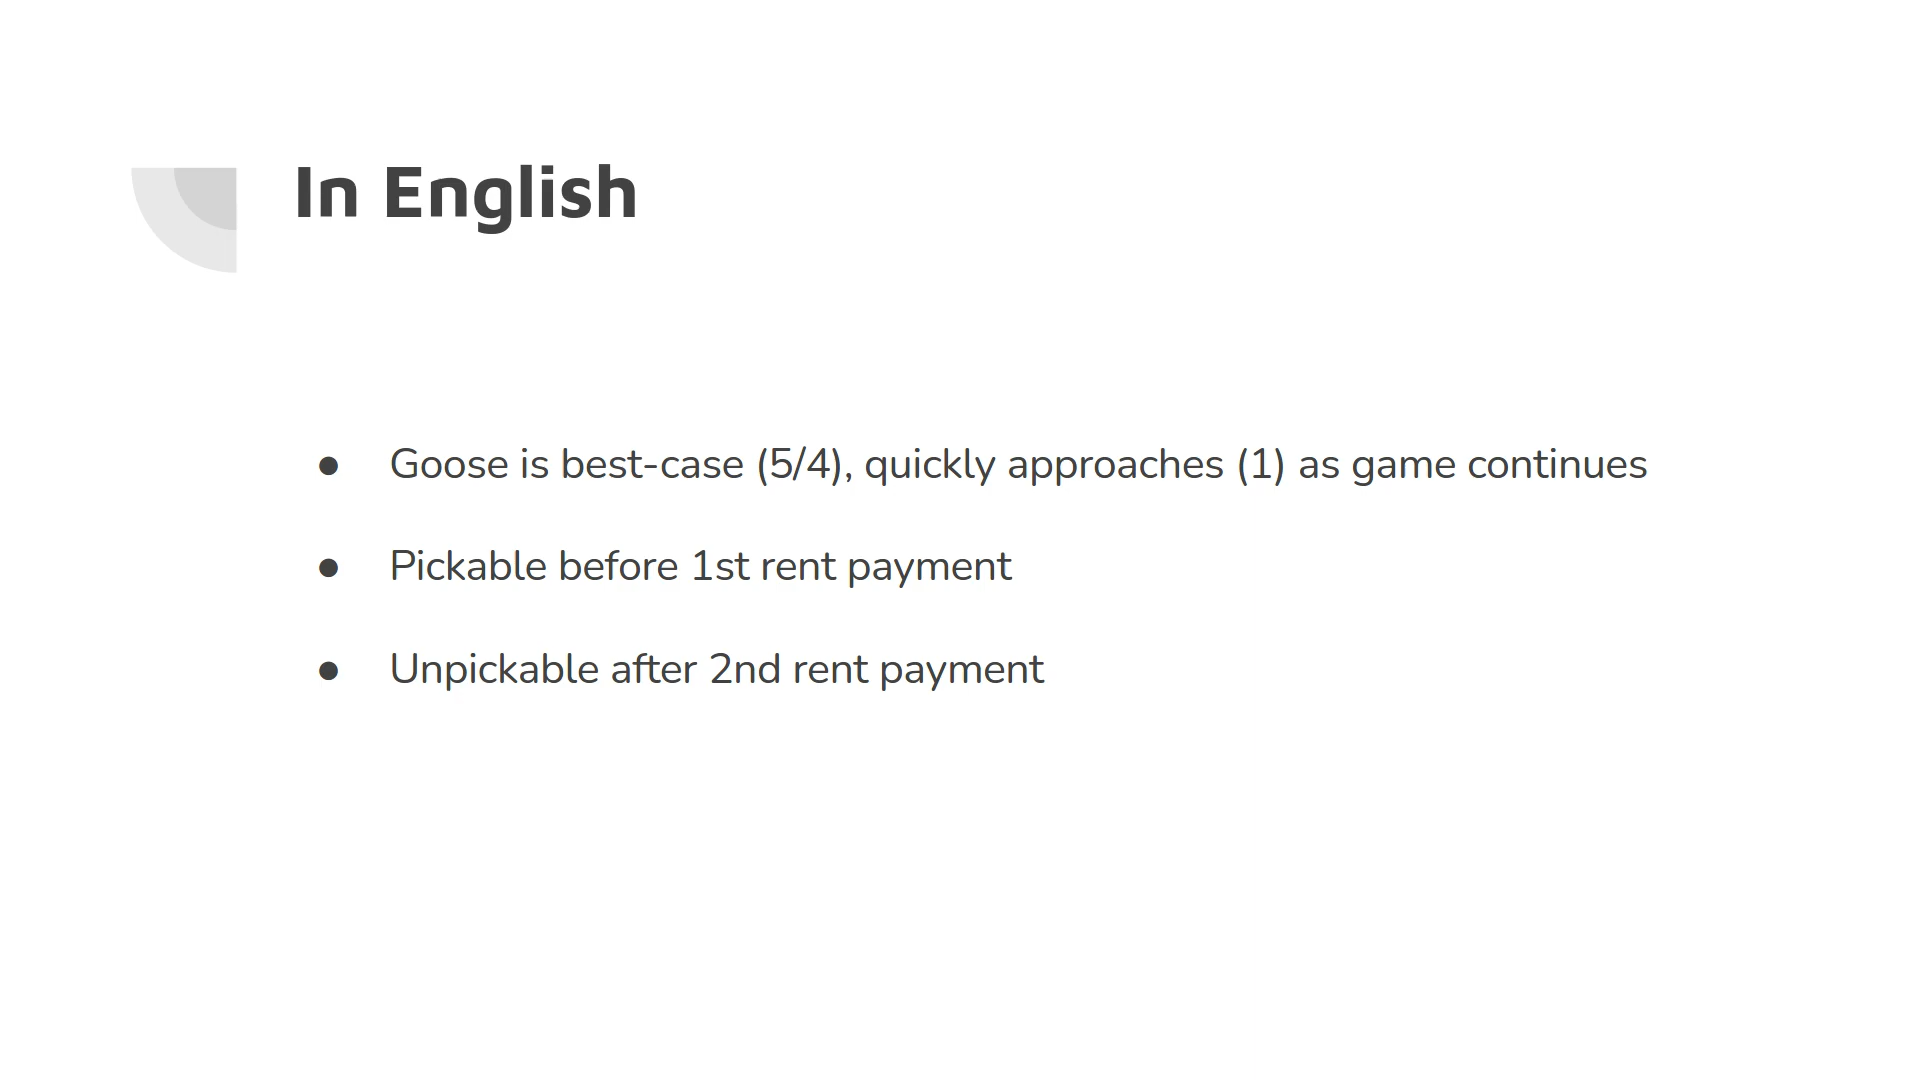 In English
● Goose is best-case (5/4), quickly approaches (1) as game continues
● Pickable before 1st rent payment
● Unpickable after 2nd rent payment